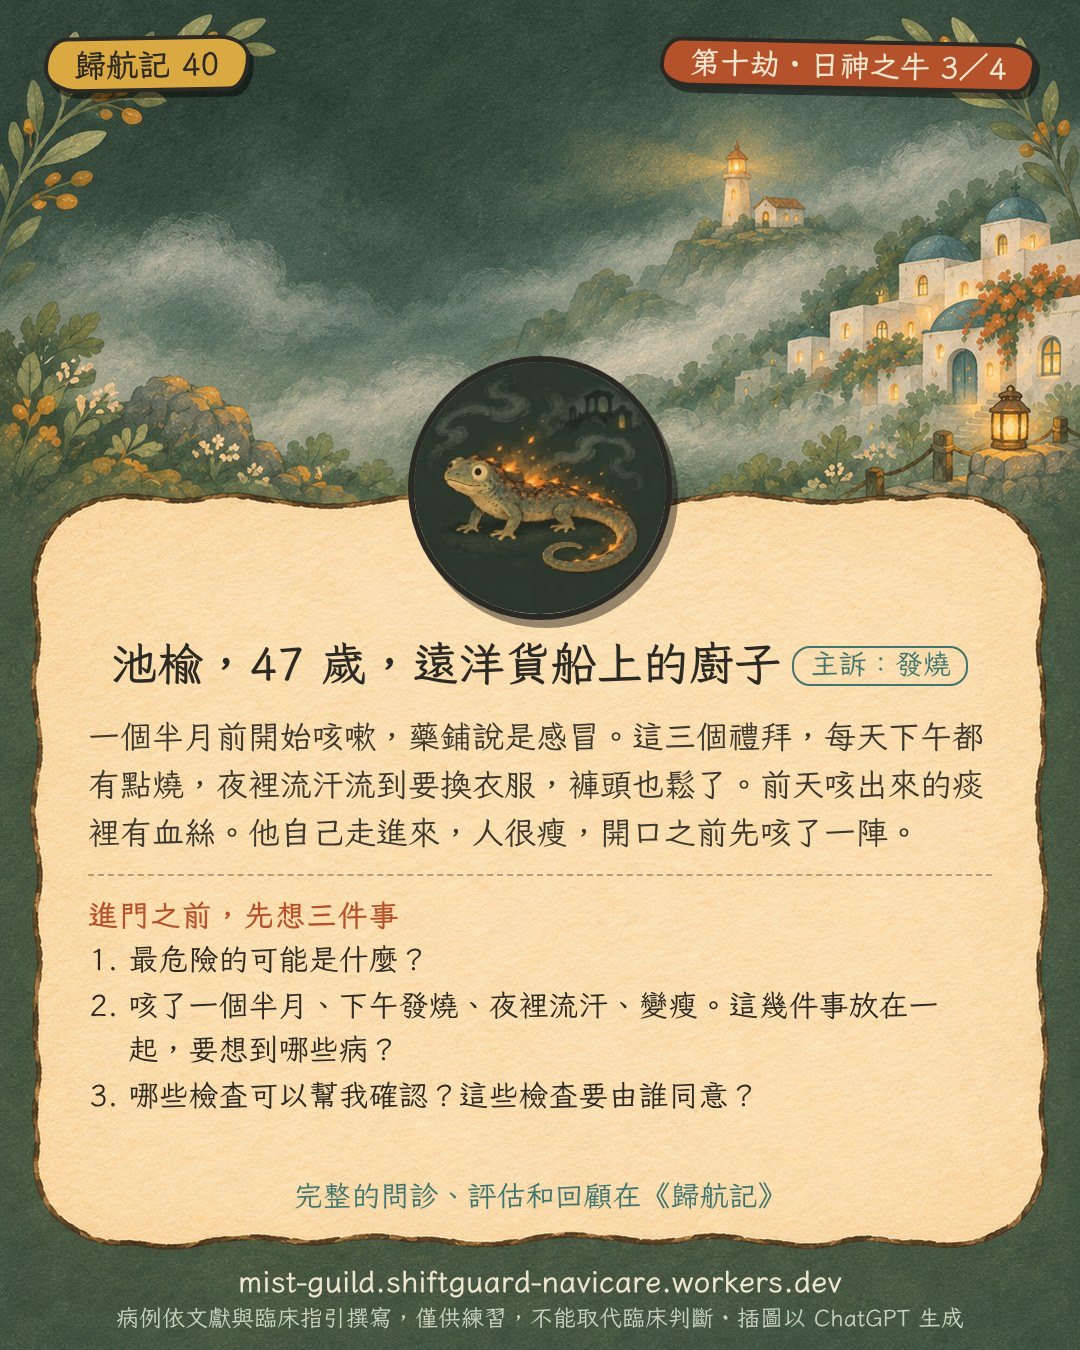 歸航記 40
第十劫・日神之牛 3／4
池榆，47 歲，遠洋貨船上的廚子
主訴：發燒
一個半月前開始咳嗽，藥鋪說是感冒。這三個禮拜，每天下午都
有點燒，夜裡流汗流到要換衣服，褲頭也鬆了。前天咳出來的痰
裡有血絲。他自己走進來，人很瘦，開口之前先咳了一陣。
進門之前，先想三件事
1. 最危險的可能是什麼？
2. 咳了一個半月、下午發燒、夜裡流汗、變瘦。這幾件事放在一
起，要想到哪些病？
3. 哪些檢查可以幫我確認？這些檢查要由誰同意？
完整的問診、評估和回顧在《歸航記》
mist-guild.shiftguard-navicare.workers.dev
病例依文獻與臨床指引撰寫，僅供練習，不能取代臨床判斷・插圖以 ChatGPT 生成